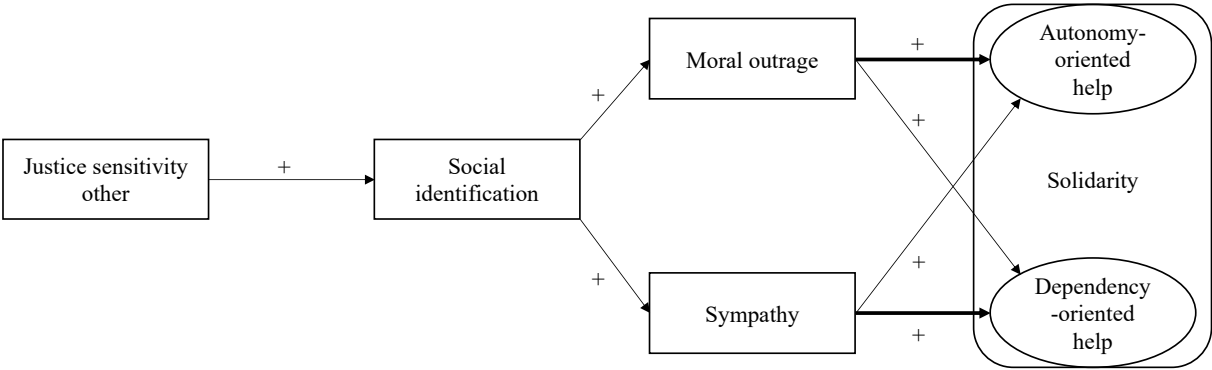 Justice sensitivity
other
+
Social
identification
+
+
Moral outrage
Sympathy
+
+
+
+
Autonomy-
oriented
help
Solidarity
Dependency
-oriented
help